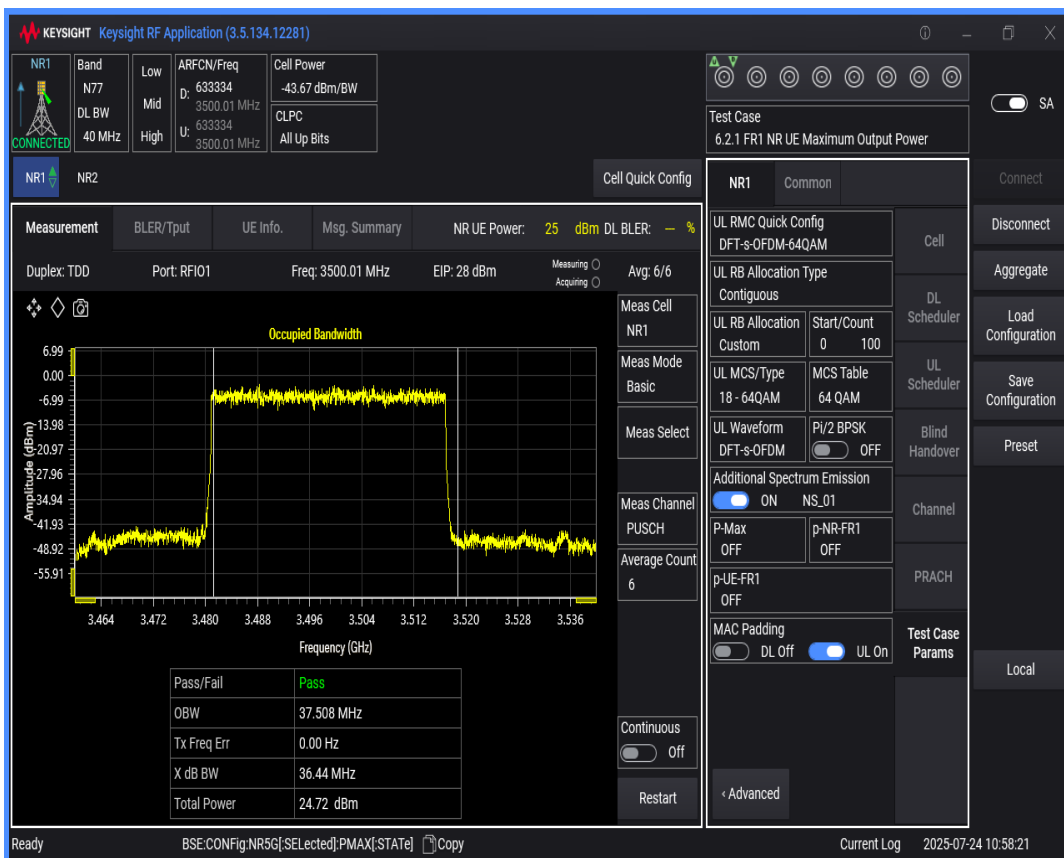 KEYSIGHT Keysight RF Application (3.5.134.12281)
NR1
CONNECTED
Band
N77
DL BW
40 MHz
Low
Mid
High
ARFCN/Freq
D: 633334
3500.01 MHz
U: 633334
3500.01 MHz
Cell Power
-43.67 dBm/BW
CLPC
All Up Bits
Test Case
6.2.1 FR1 NR UE Maximum Output Power
SA
NR1 NR2 Cell Quick Config
Measurement BLER/Tput UE Info. Msg. Summary NR UE Power: 25 dBm DL BLER: — %
Duplex: TDD Port: RFIO1 Freq: 3500.01 MHz EIP: 28 dBm Measuring Avg: 6/6
Acquiring
Occupied Bandwidth
Amplitude (dBm)
6.99
0.00
-6.99
-13.98
-20.97
-27.96
-34.94
-41.93
-48.92
-55.91
3.464 3.472 3.480 3.488 3.496 3.504 3.512 3.520 3.528 3.536
Frequency (GHz)
Pass/Fail Pass
OBW 37.508 MHz
Tx Freq Err 0.00 Hz
X dB BW 36.44 MHz
Total Power 24.72 dBm
Meas Cell
NR1
Meas Mode
Basic
Meas Select
Meas Channel
PUSCH
Average Count
6
Continuous
Off
Restart
NR1 Common
UL RMC Quick Config
DFT-s-OFDM-64QAM
UL RB Allocation Type
Contiguous
UL RB Allocation Start/Count
Custom 0 100
UL MCS/Type MCS Table
18 - 64QAM 64 QAM
UL Waveform Pi/2 BPSK
DFT-s-OFDM OFF
Additional Spectrum Emission
ON NS_01
P-Max p-NR-FR1
OFF OFF
p-UE-FR1
OFF
MAC Padding
DL Off UL On
‹ Advanced
Cell
DL
Scheduler
UL
Scheduler
Blind
Handover
Channel
PRACH
Test Case
Params
Connect
Disconnect
Aggregate
Load
Configuration
Save
Configuration
Preset
Local
Ready BSE:CONFig:NR5G[:SELected]:PMAX[:STATe] Copy Current Log 2025-07-24 10:58:21